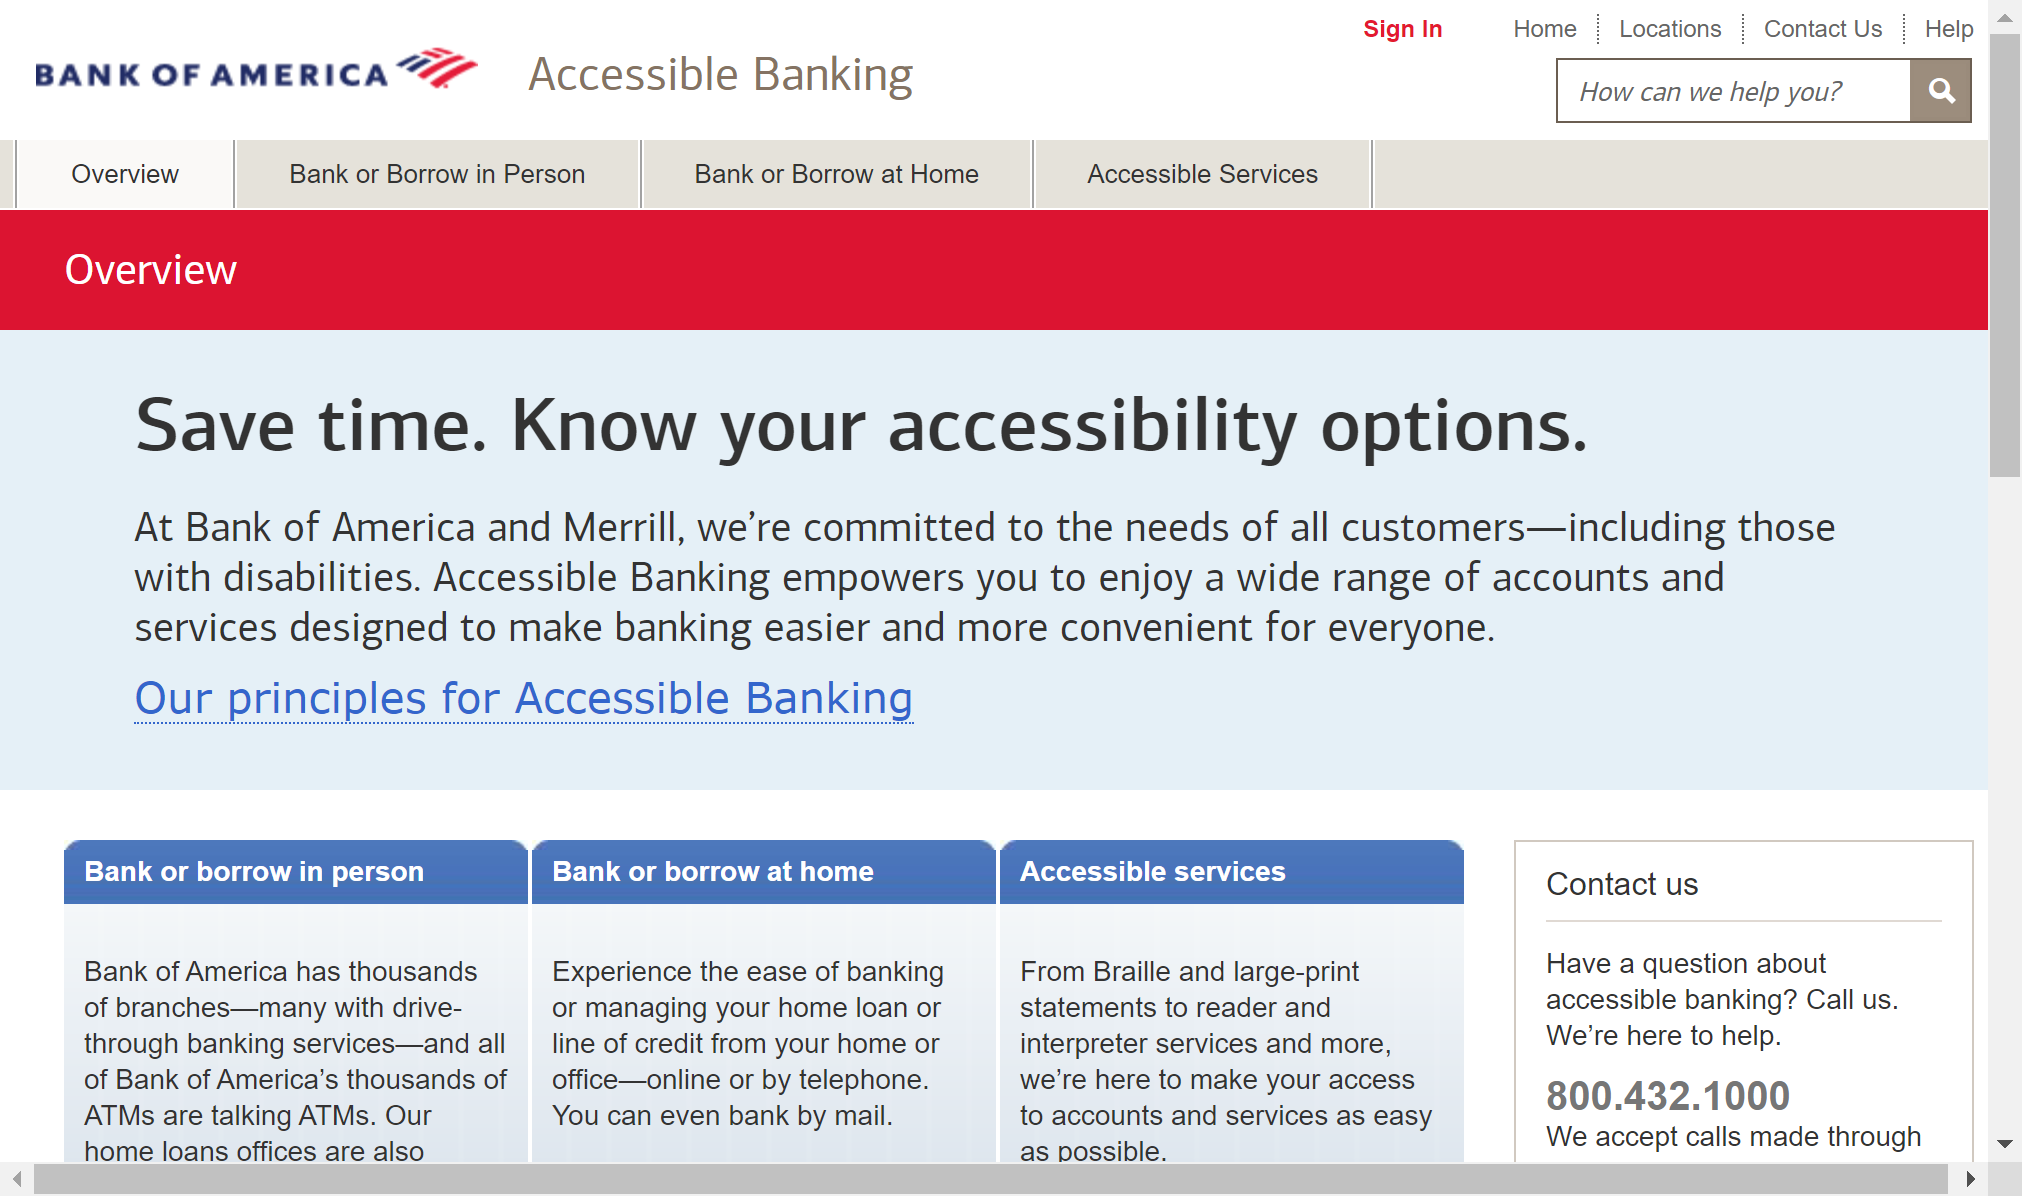 Sign In
Home
Locations
Contact Us
Help
BANK OF AMERICA
Accessible Banking
How can we help you?
Overview
Bank or Borrow in Person
Bank or Borrow at Home
Accessible Services
Overview
Save time. Know your accessibility options.
At Bank of America and Merrill, we’re committed to the needs of all customers—including those
with disabilities. Accessible Banking empowers you to enjoy a wide range of accounts and
services designed to make banking easier and more convenient for everyone.
Our principles for Accessible Banking
Bank or borrow in person
Bank of America has thousands
of branches—many with drive-
through banking services—and all
of Bank of America’s thousands of
ATMs are talking ATMs. Our
home loans offices are also
Bank or borrow at home
Experience the ease of banking
or managing your home loan or
line of credit from your home or
office—online or by telephone.
You can even bank by mail.
Accessible services
From Braille and large-print
statements to reader and
interpreter services and more,
we’re here to make your access
to accounts and services as easy
as possible.
Contact us
Have a question about
accessible banking? Call us.
We’re here to help.
800.432.1000
We accept calls made through